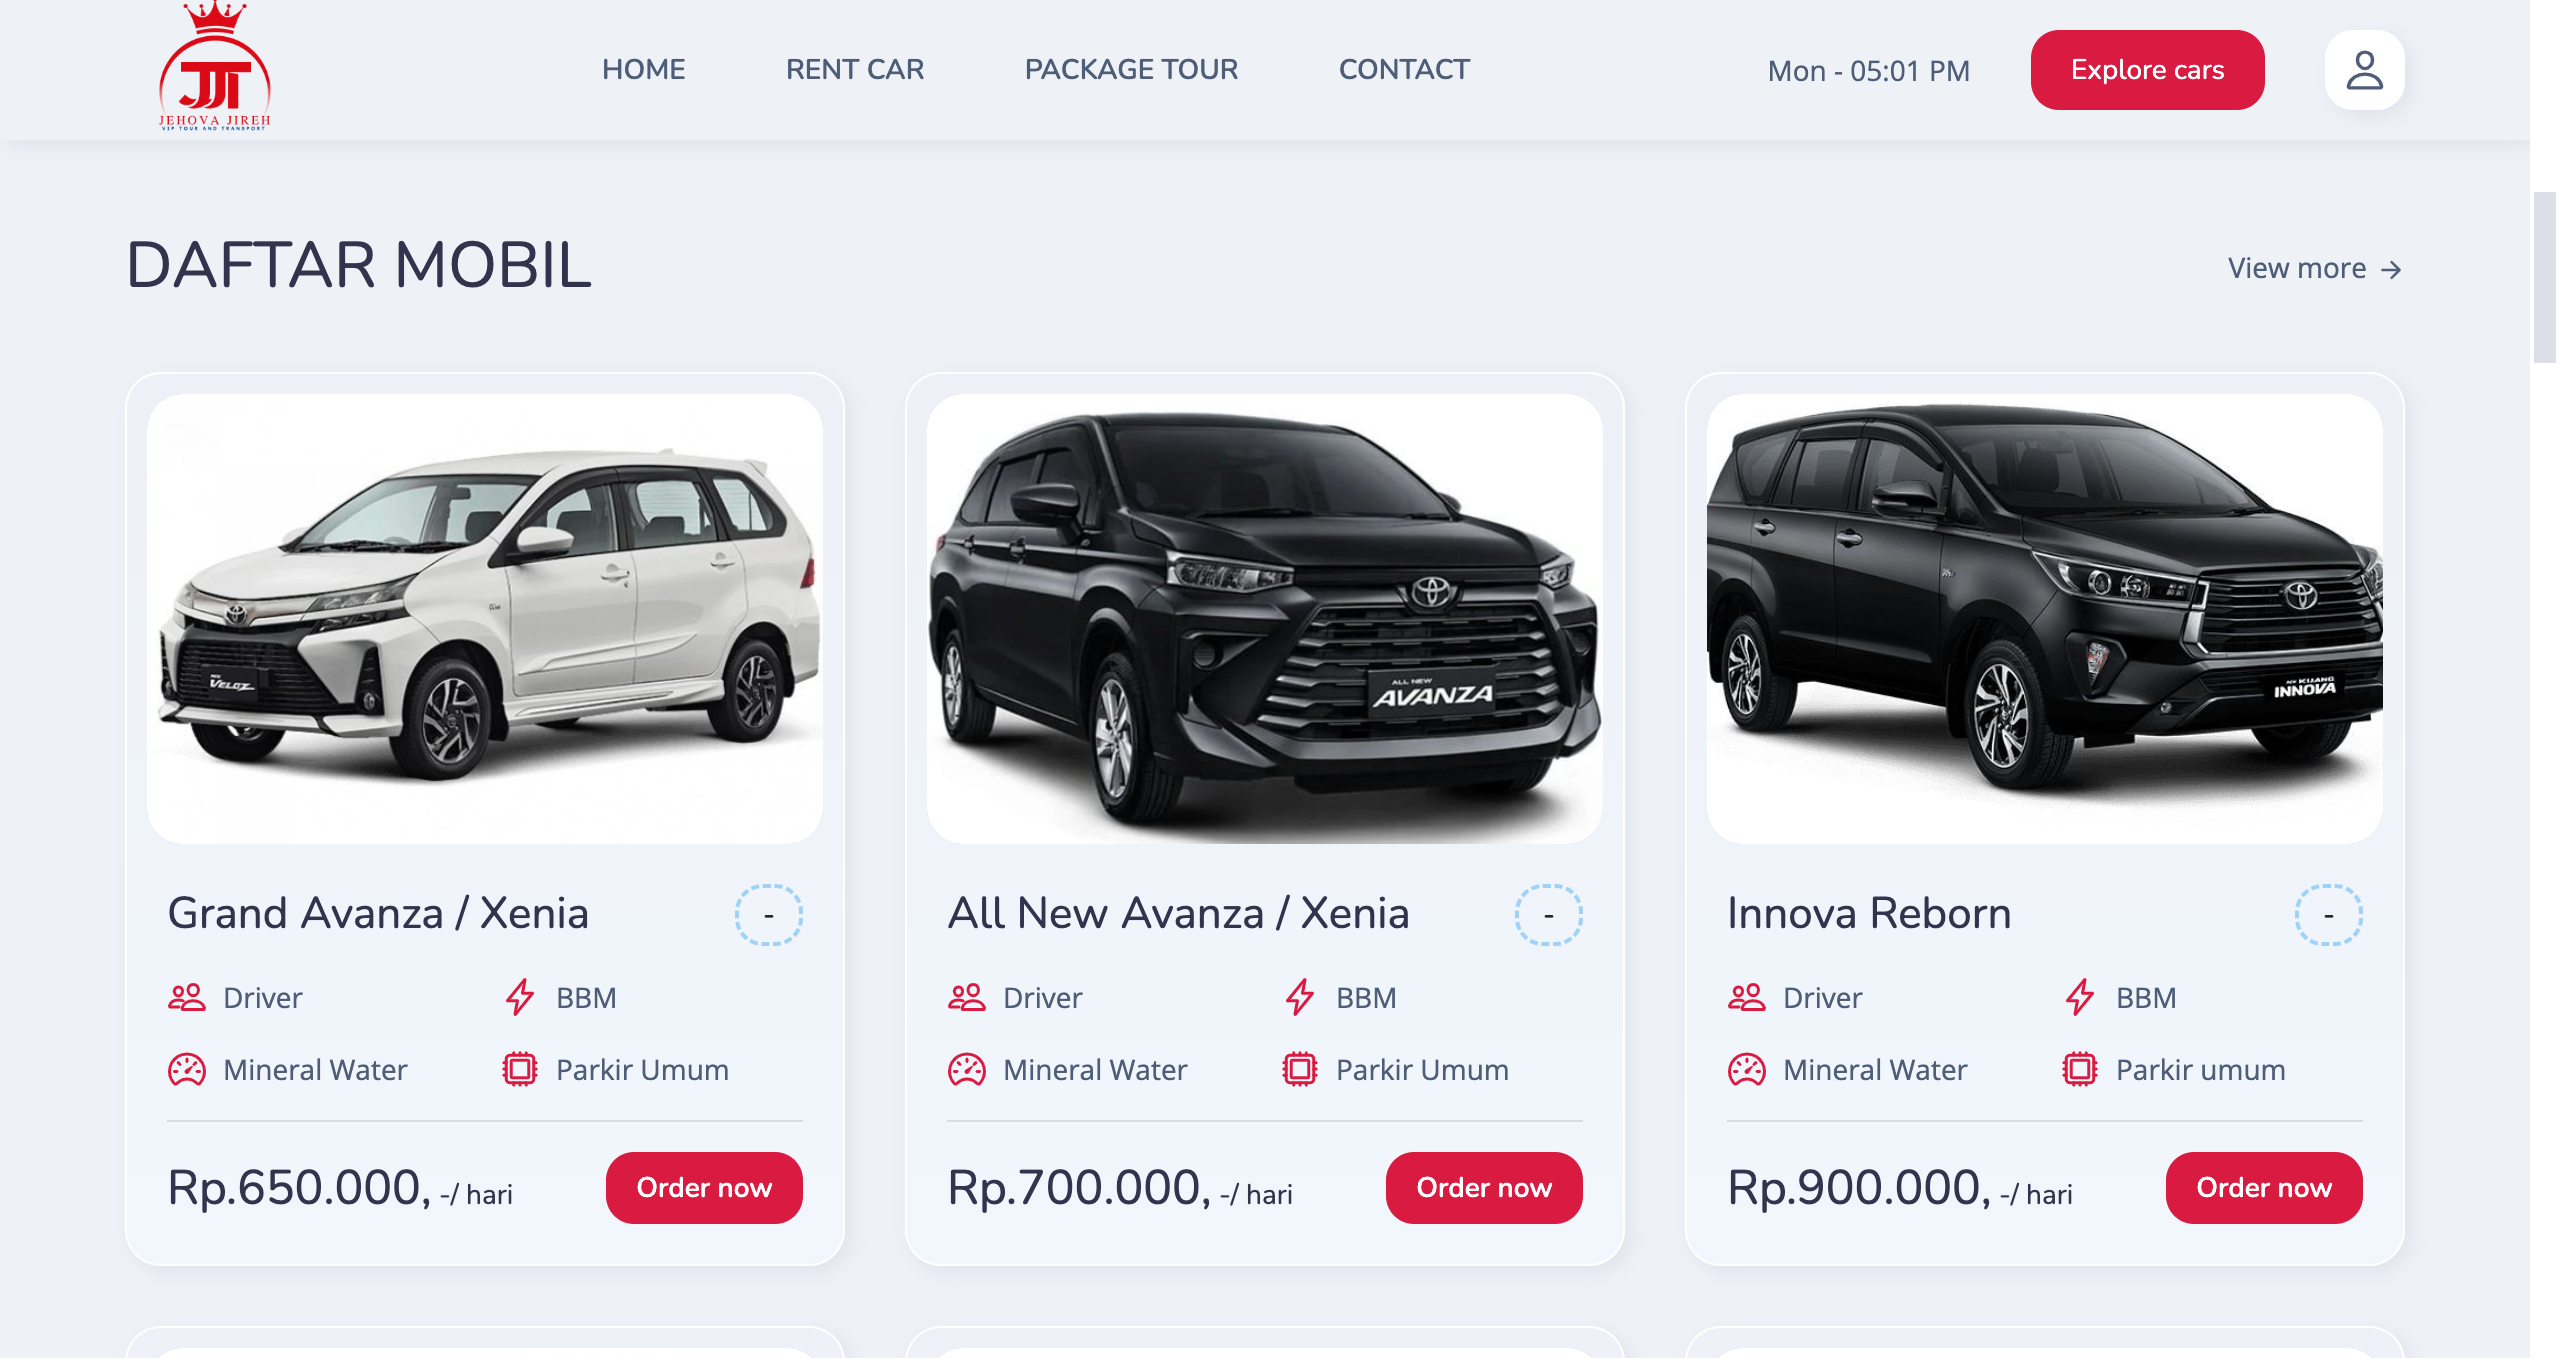 JJT
JEHOVA JIREH
VIP TOUR AND TRANSPORT
HOME
RENT CAR
PACKAGE TOUR
CONTACT
Mon - 05:01 PM
Explore cars
DAFTAR MOBIL
View more →
VELOZ
Grand Avanza / Xenia
-
Driver
BBM
Mineral Water
Parkir Umum
Rp.650.000, -/ hari
Order now
ALL NEW
AVANZA
All New Avanza / Xenia
-
Driver
BBM
Mineral Water
Parkir Umum
Rp.700.000, -/ hari
Order now
KIJANG
INNOVA
Innova Reborn
-
Driver
BBM
Mineral Water
Parkir umum
Rp.900.000, -/ hari
Order now